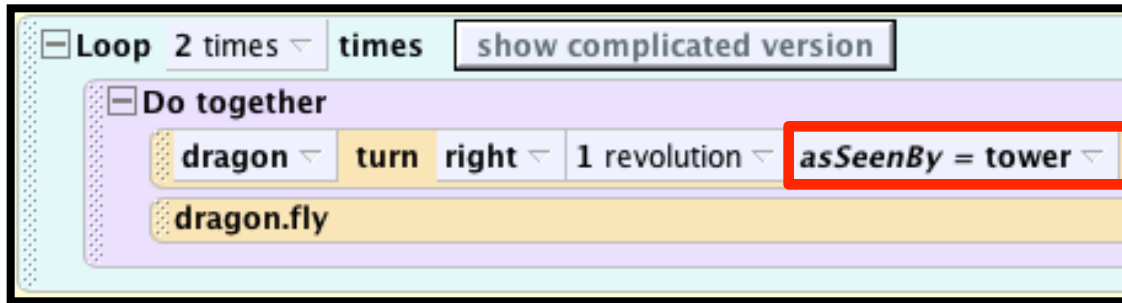 Loop 2 times times show complicated version
Do together
dragon turn right 1 revolution asSeenBy = tower
dragon.fly